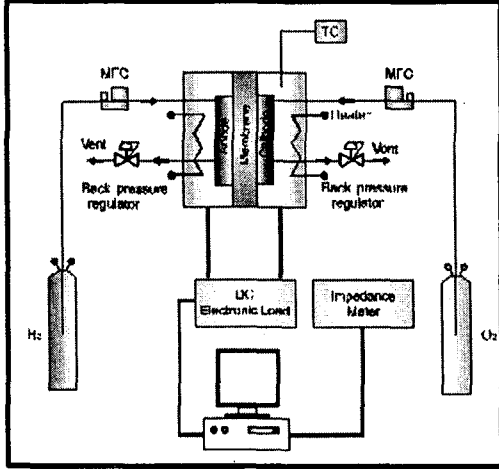 TC
MFC
MFC
Heater
Anode
Membrane
Cathode
Vent
Vent
Back pressure
regulator
Back pressure
regulator
DC
Electronic Load
Impedance
Meter
H₂
O₂